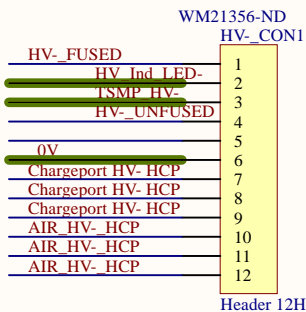 WM21356-ND
HV-_CON1
HV-_FUSED
1
HV_Ind_LED-
2
TSMP_HV-
3
HV-_UNFUSED
4
5
0V
6
Chargeport HV- HCP
7
Chargeport HV- HCP
8
Chargeport HV- HCP
9
AIR_HV-_HCP
10
AIR_HV-_HCP
11
AIR_HV-_HCP
12
Header 12H